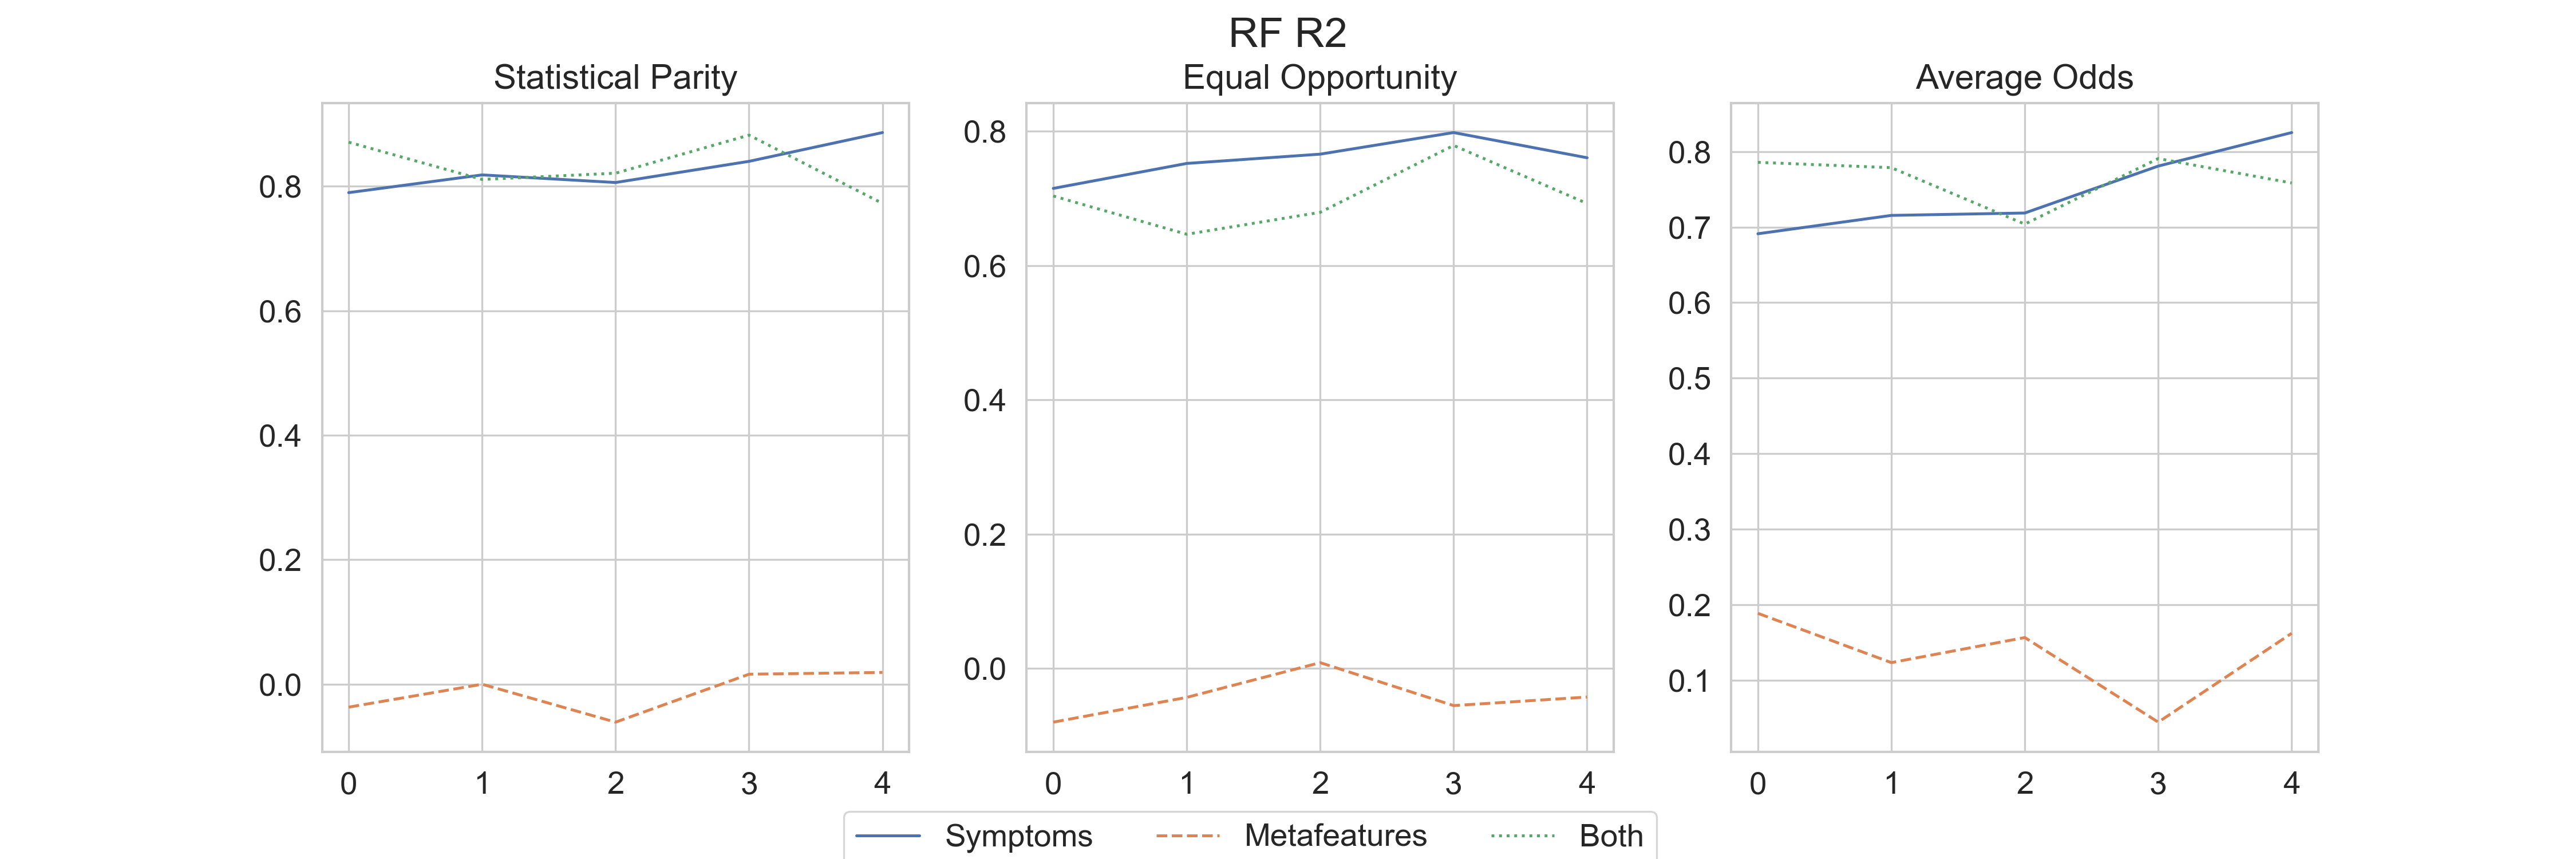 RF R2
Statistical Parity
0.8
0.6
0.4
0.2
0.0
0 1 2 3 4
Equal Opportunity
0.8
0.6
0.4
0.2
0.0
0 1 2 3 4
Average Odds
0.8
0.7
0.6
0.5
0.4
0.3
0.2
0.1
0 1 2 3 4
Symptoms Metafeatures Both